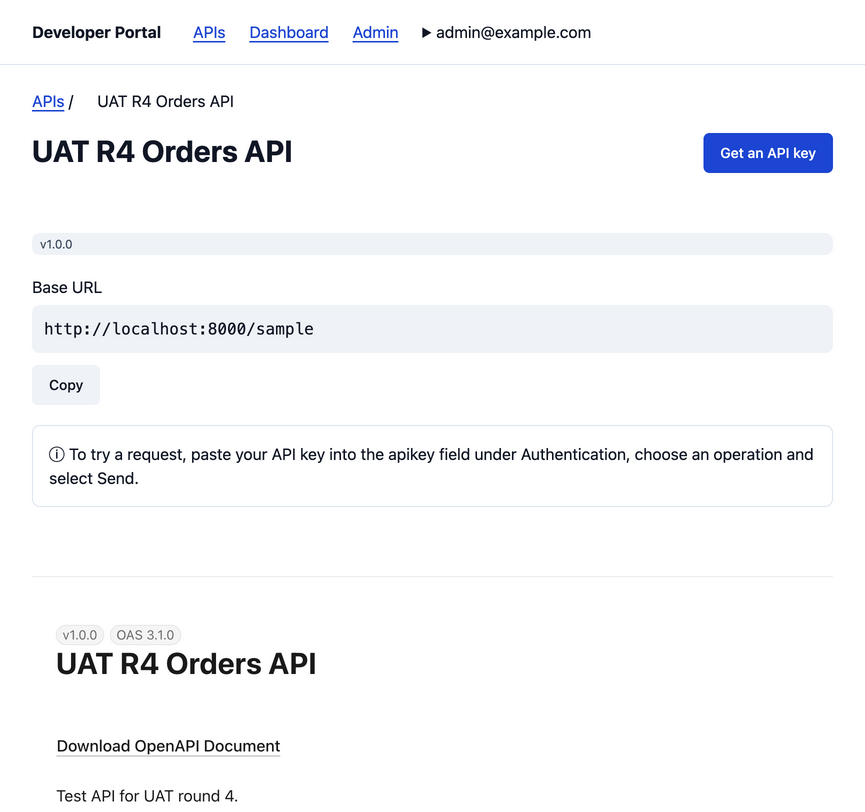 Developer Portal APIs Dashboard Admin ▶ admin@example.com
APIs / UAT R4 Orders API
UAT R4 Orders API
Get an API key
v1.0.0
Base URL
http://localhost:8000/sample
Copy
ⓘ To try a request, paste your API key into the apikey field under Authentication, choose an operation and
select Send.
v1.0.0 OAS 3.1.0
UAT R4 Orders API
Download OpenAPI Document
Test API for UAT round 4.